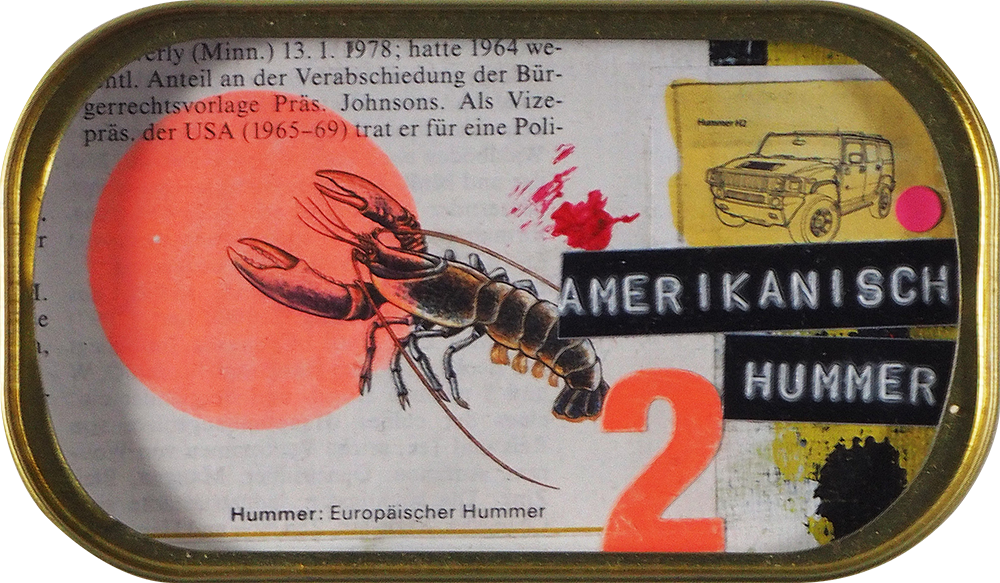 erly (Minn.) 13. 1. 1978; hatte 1964 we-
ntl. Anteil an der Verabschiedung der Bür-
gerrechtsvorlage Präs. Johnsons. Als Vize-
präs. der USA (1965–69) trat er für eine Poli-
Hummer H2
AMERIKANISCH
HUMMER
2
Hummer: Europäischer Hummer